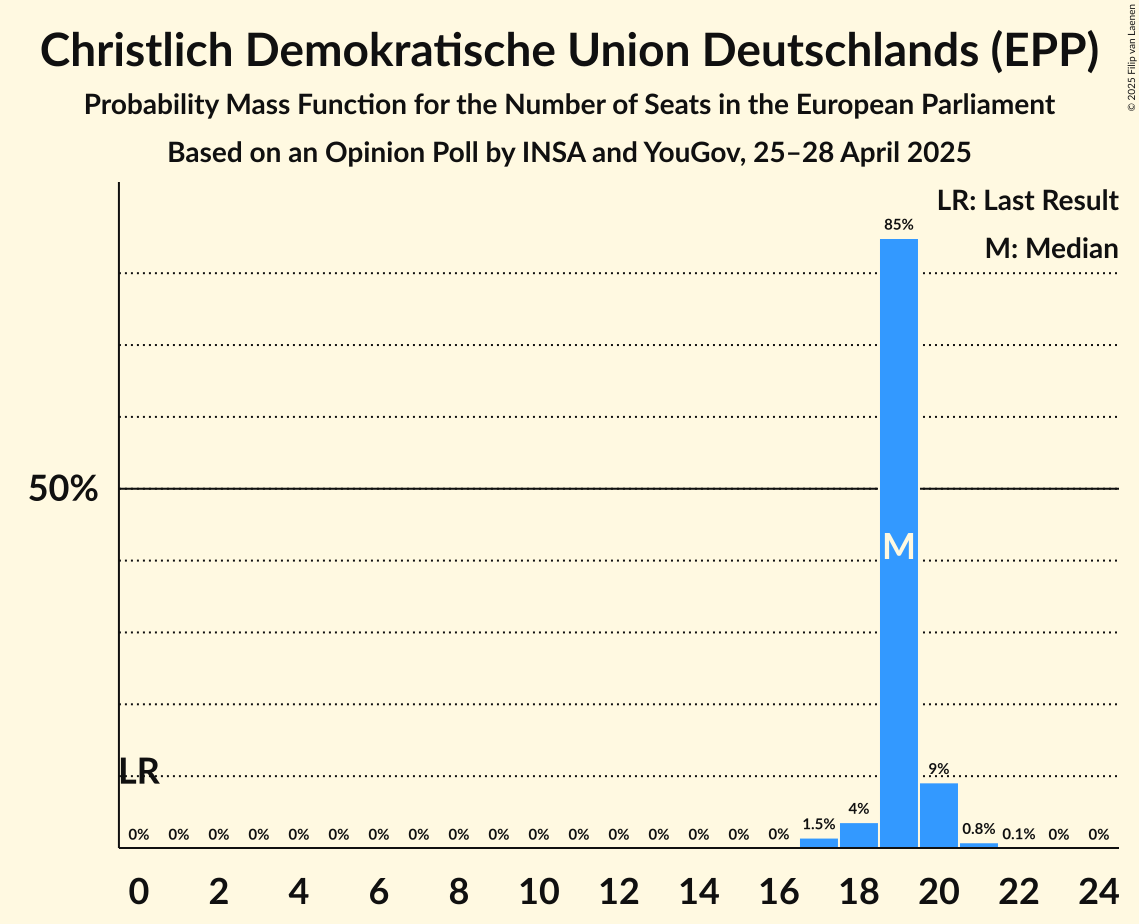 Christlich Demokratische Union Deutschlands (EPP)
Probability Mass Function for the Number of Seats in the European Parliament
Based on an Opinion Poll by INSA and YouGov, 25–28 April 2025
© 2025 Filip van Laenen
LR: Last Result
M: Median
85%
50%
M
LR
9%
4%
1.5%
0.8%
0% 0% 0% 0% 0% 0% 0% 0% 0% 0% 0% 0% 0% 0% 0% 0% 0% 0.1% 0% 0%
0 2 4 6 8 10 12 14 16 18 20 22 24